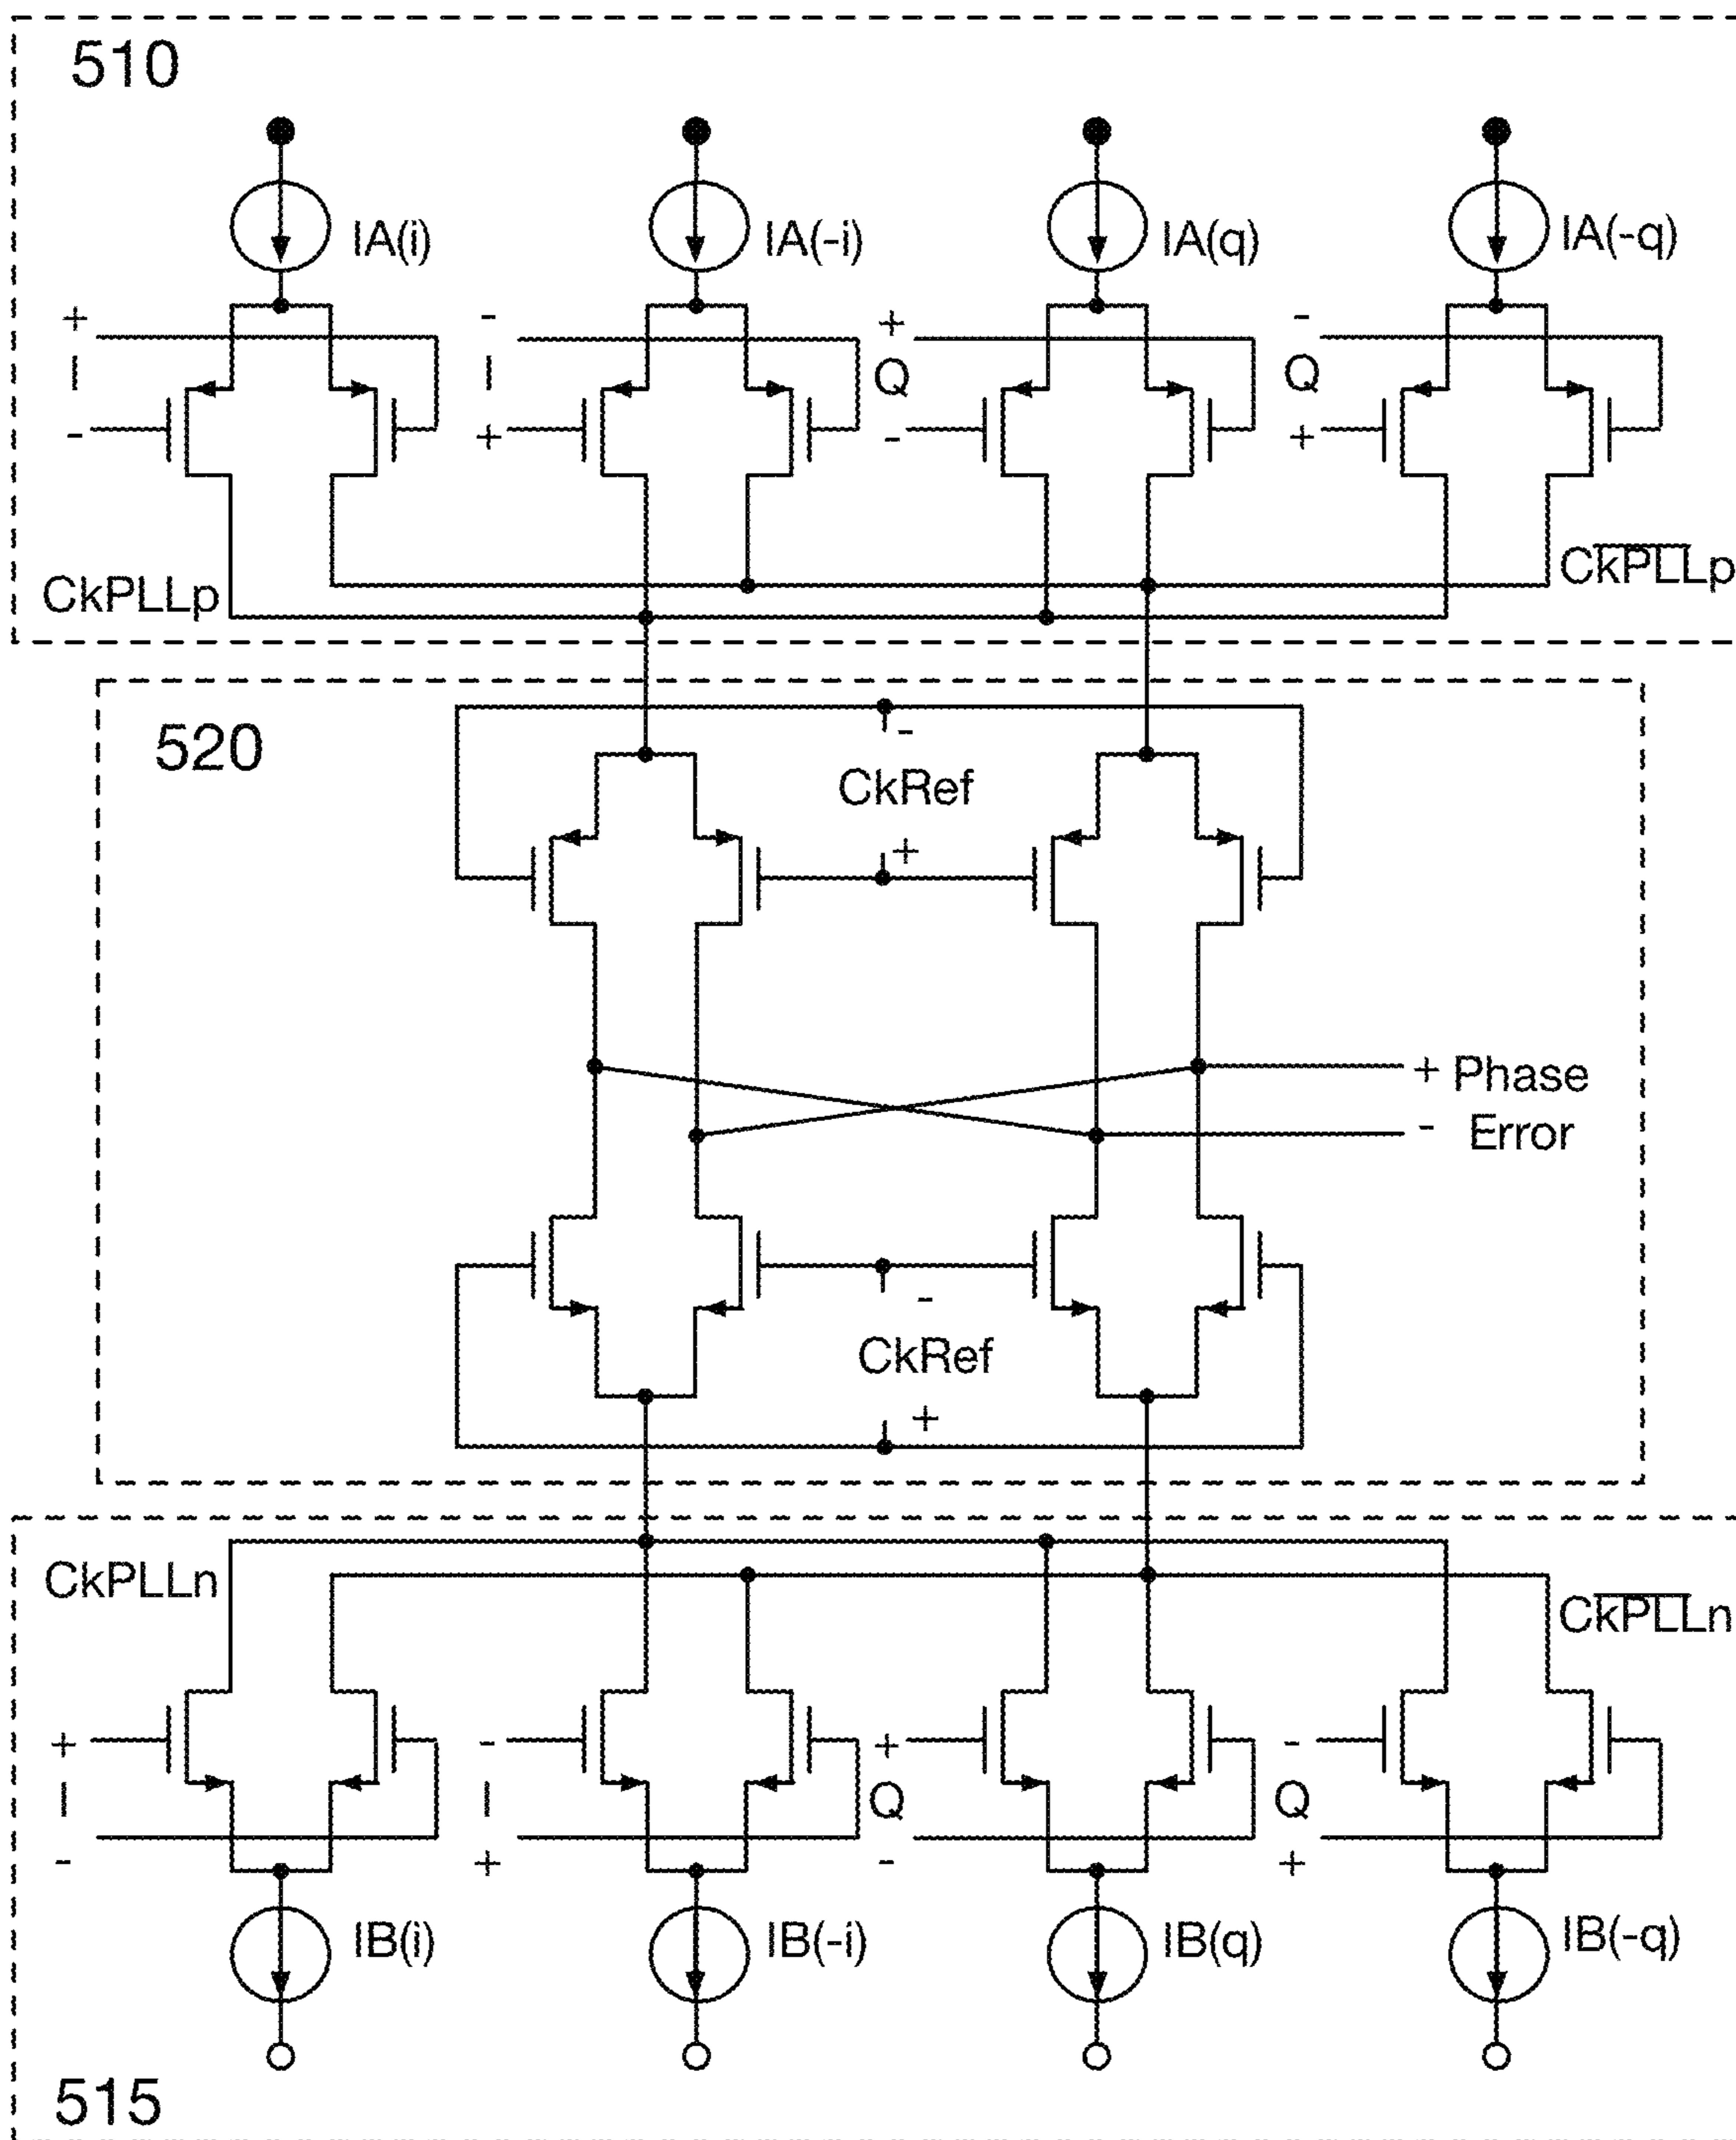 510
IA(i) IA(-i) IA(q) IA(-q)
+ - + -
I I Q Q
- + - +
CkPLLp C̅k̅P̅L̅L̅p
520
-
CkRef
+
+ Phase
- Error
-
CkRef
+
CkPLLn C̅k̅P̅L̅L̅n
+ - + -
I I Q Q
- + - +
IB(i) IB(-i) IB(q) IB(-q)
515